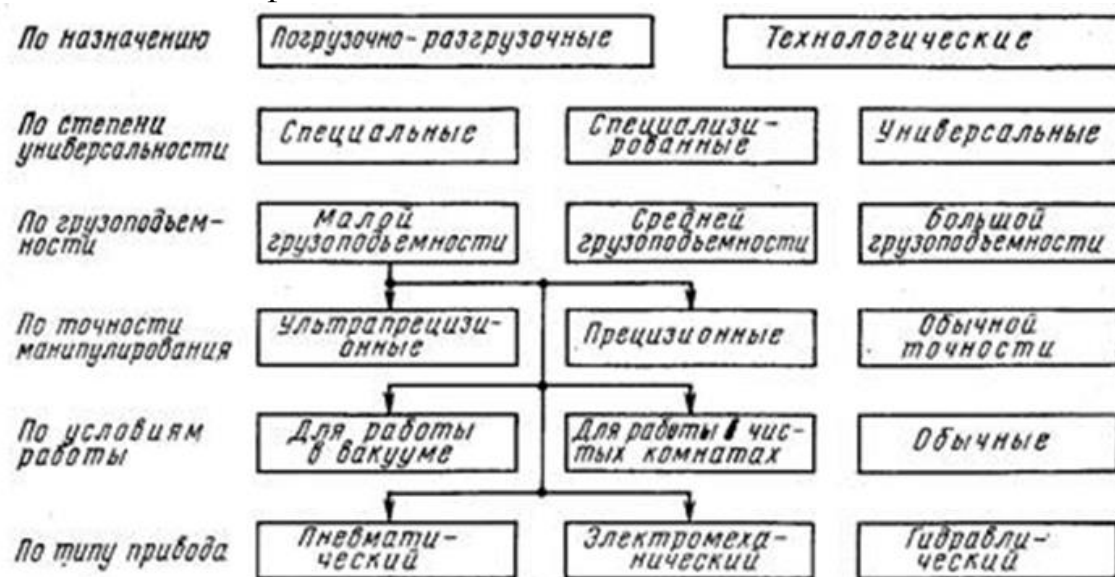 По назначению
Погрузочно-разгрузочные
Технологические
По степени
универсальности
Специальные
Специализи-
рованные
Универсальные
По грузоподъем-
ности
Малой
грузоподъемности
Средней
грузоподъемности
Большой
грузоподъемности
По точности
манипулирования
Ультрапрецизи-
онные
Прецизионные
Обычной
точности
По условиям
работы
Для работы
в вакууме
Для работы в чис-
тых комнатах
Обычные
По типу привода
Пневмати-
ческий
Электромеха-
нический
Гидравли-
ческий